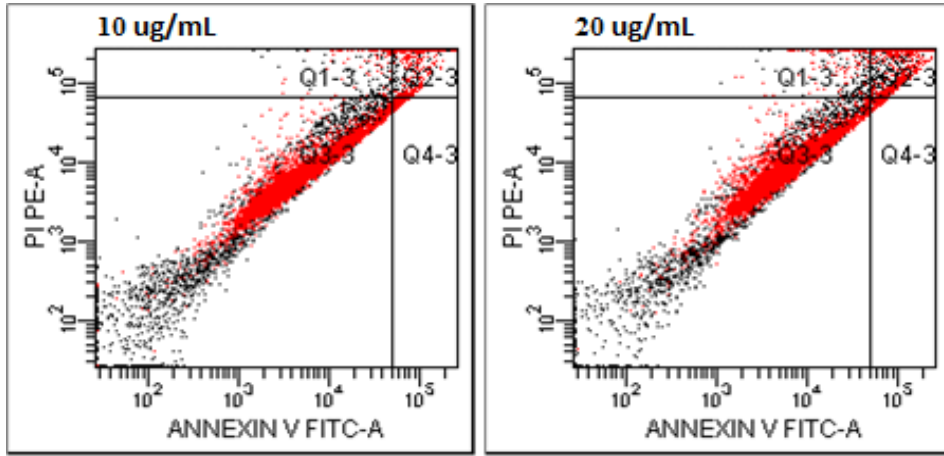 10 ug/mL
Q1-3 Q2-3
Q3-3 Q4-3
PI PE-A
10^5
10^4
10^3
10^2
10^2 10^3 10^4 10^5
ANNEXIN V FITC-A
20 ug/mL
Q1-3 Q2-3
Q3-3 Q4-3
PI PE-A
10^5
10^4
10^3
10^2
10^2 10^3 10^4 10^5
ANNEXIN V FITC-A